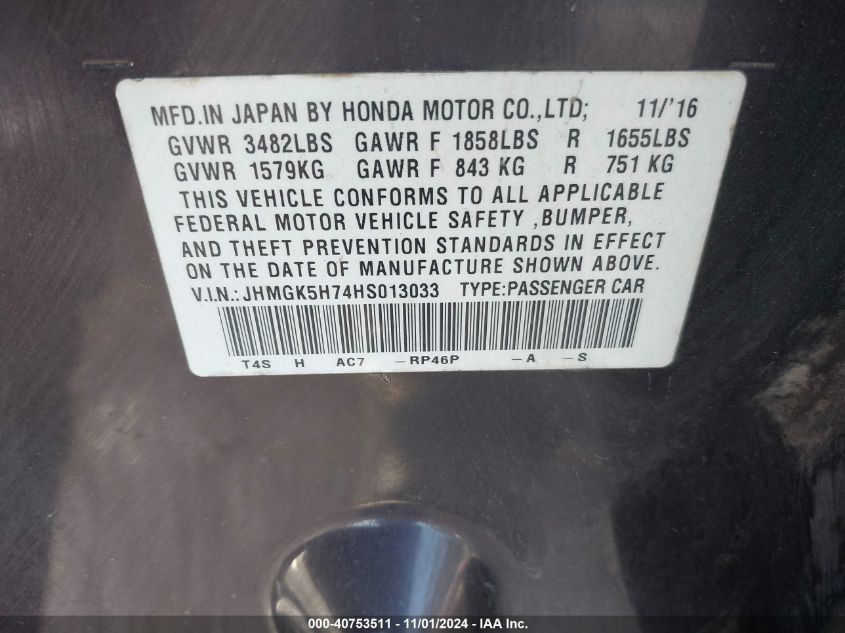 MFD.IN JAPAN BY HONDA MOTOR CO.,LTD; 11/'16
GVWR 3482LBS GAWR F 1858LBS R 1655LBS
GVWR 1579KG GAWR F 843 KG R 751 KG
THIS VEHICLE CONFORMS TO ALL APPLICABLE
FEDERAL MOTOR VEHICLE SAFETY ,BUMPER,
AND THEFT PREVENTION STANDARDS IN EFFECT
ON THE DATE OF MANUFACTURE SHOWN ABOVE.
V.I.N.: JHMGK5H74HS013033 TYPE:PASSENGER CAR
T4S H AC7 –RP46P –A –S
000-40753511 - 11/01/2024 - IAA Inc.